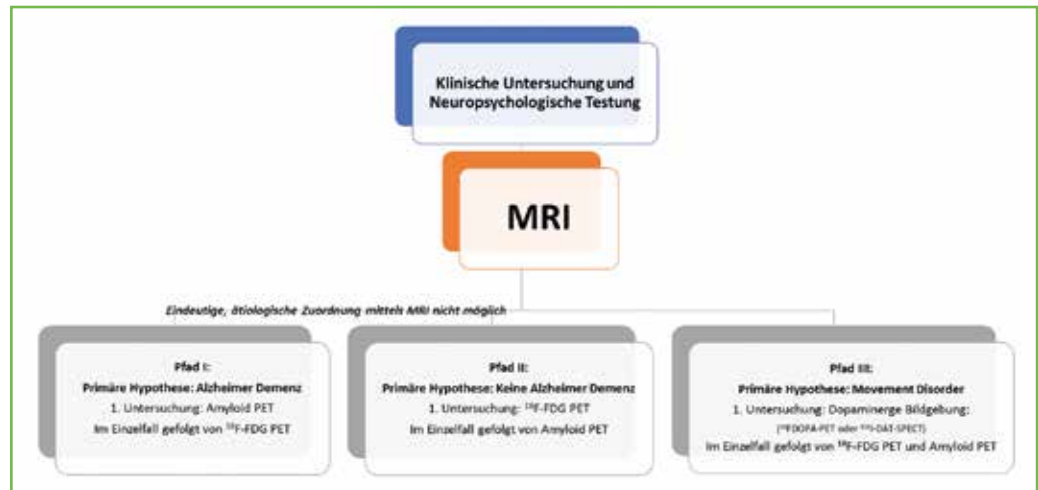 Klinische Untersuchung und
Neuropsychologische Testung
MRI
Eindeutige, ätiologische Zuordnung mittels MRI nicht möglich
Pfad I:
Primäre Hypothese: Alzheimer Demenz
1. Untersuchung: Amyloid PET
Im Einzelfall gefolgt von ¹⁸F-FDG PET
Pfad II:
Primäre Hypothese: Keine Alzheimer Demenz
1. Untersuchung: ¹⁸F-FDG PET
Im Einzelfall gefolgt von Amyloid PET
Pfad III:
Primäre Hypothese: Movement Disorder
1. Untersuchung: Dopaminerge Bildgebung:
(¹⁸FDOPA-PET oder ¹²³I-DAT-SPECT)
Im Einzelfall gefolgt von ¹⁸F-FDG PET und Amyloid PET